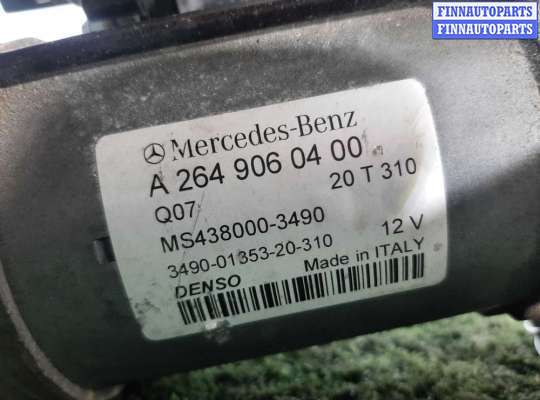 FINNAUTOPARTS
FINNAUTOPARTS
Mercedes-Benz
A 264 906 04 00
Q07
20 T 310
MS438000-3490
12 V
3490-01353-20-310
Made in ITALY
DENSO